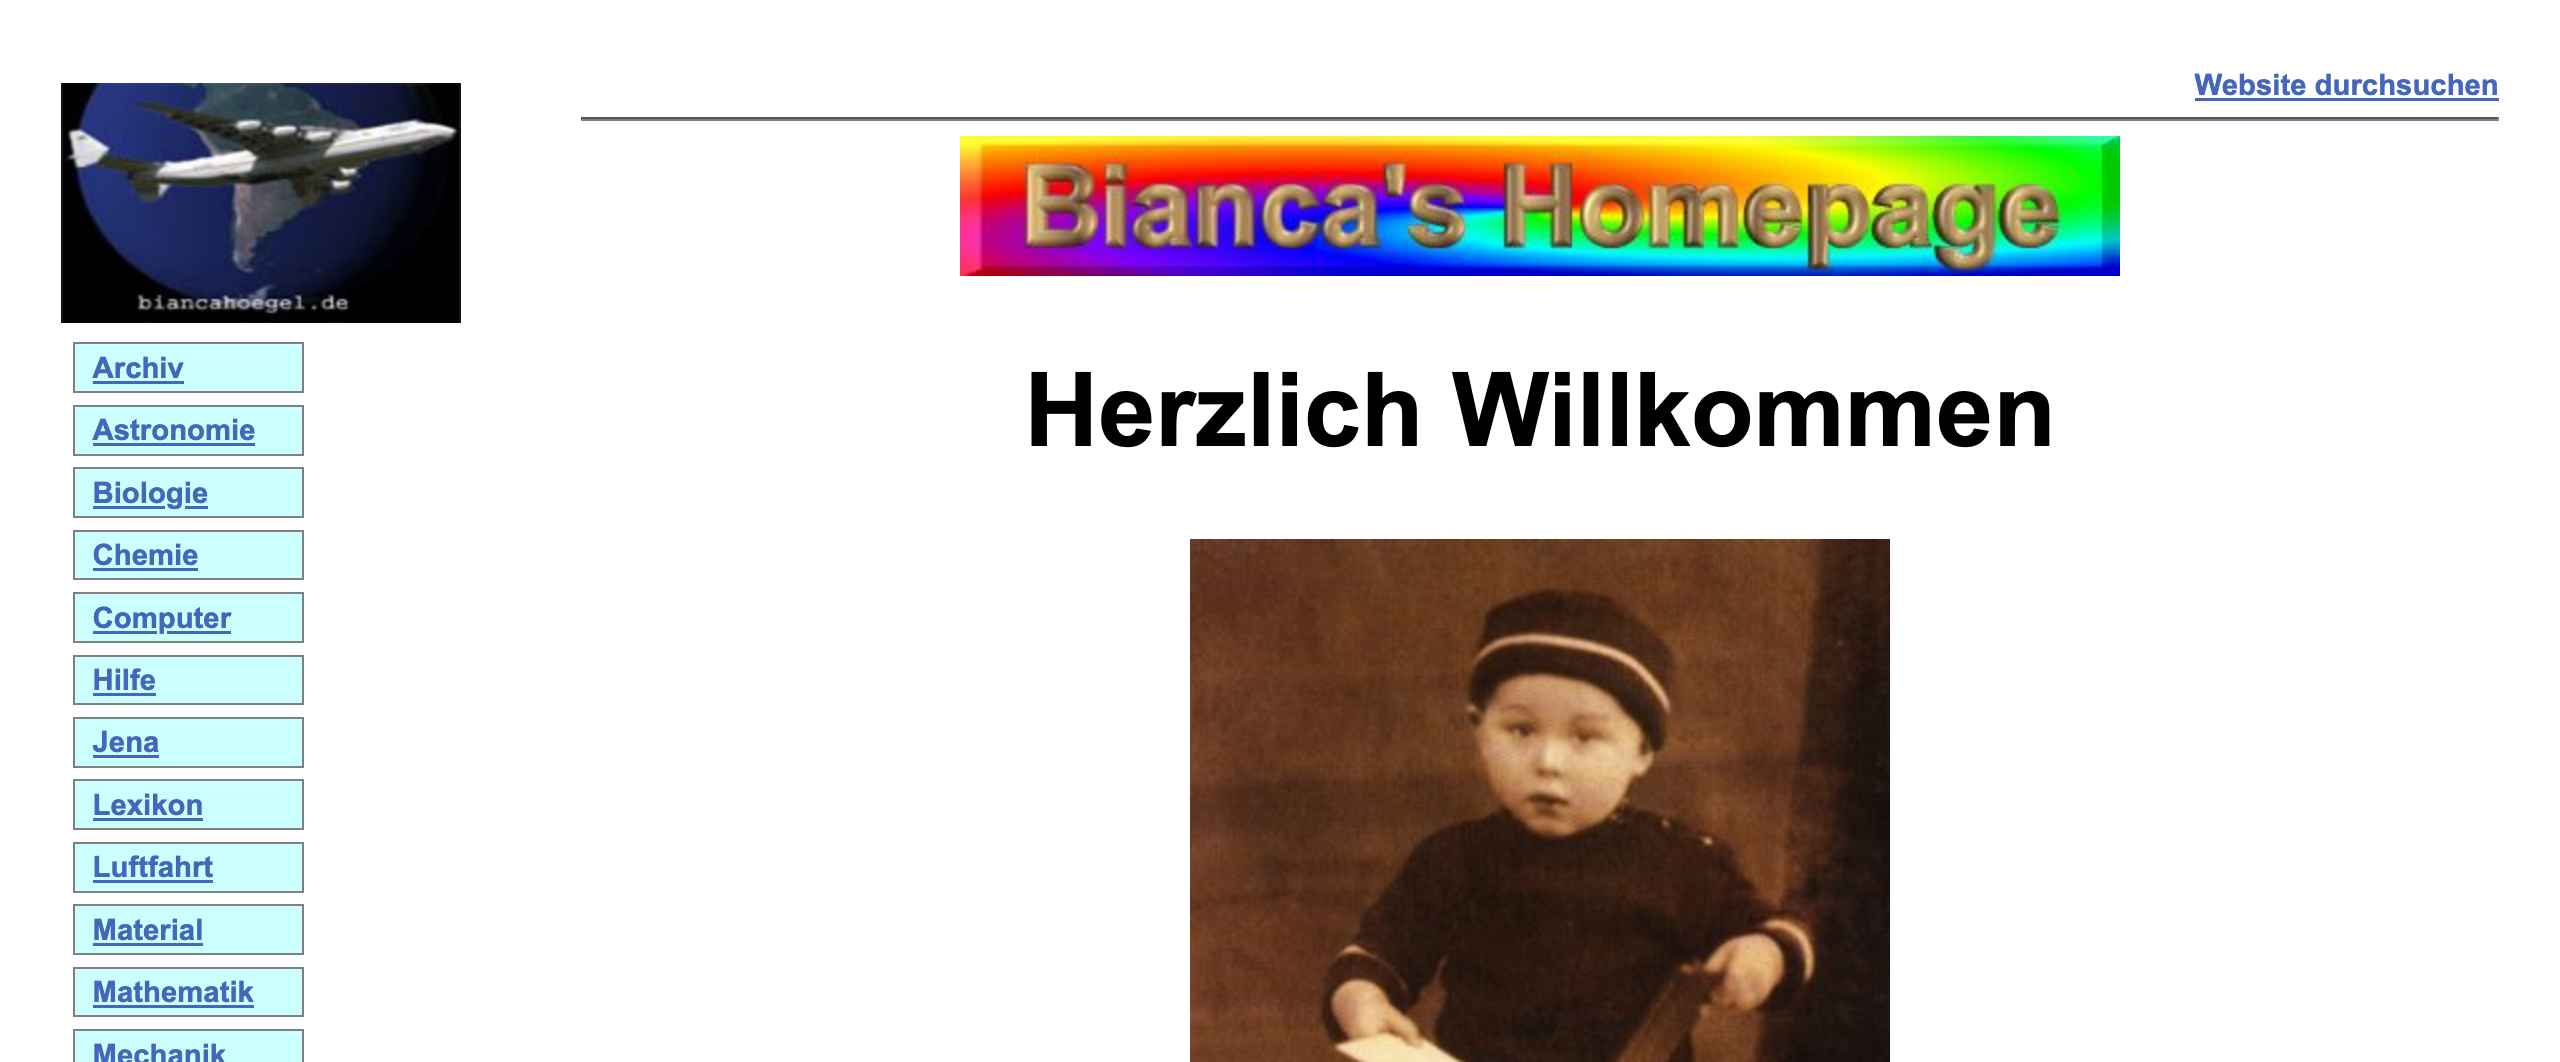 Website durchsuchen
Bianca's Homepage
biancahoegel.de
Herzlich Willkommen
Archiv
Astronomie
Biologie
Chemie
Computer
Hilfe
Jena
Lexikon
Luftfahrt
Material
Mathematik
Mechanik